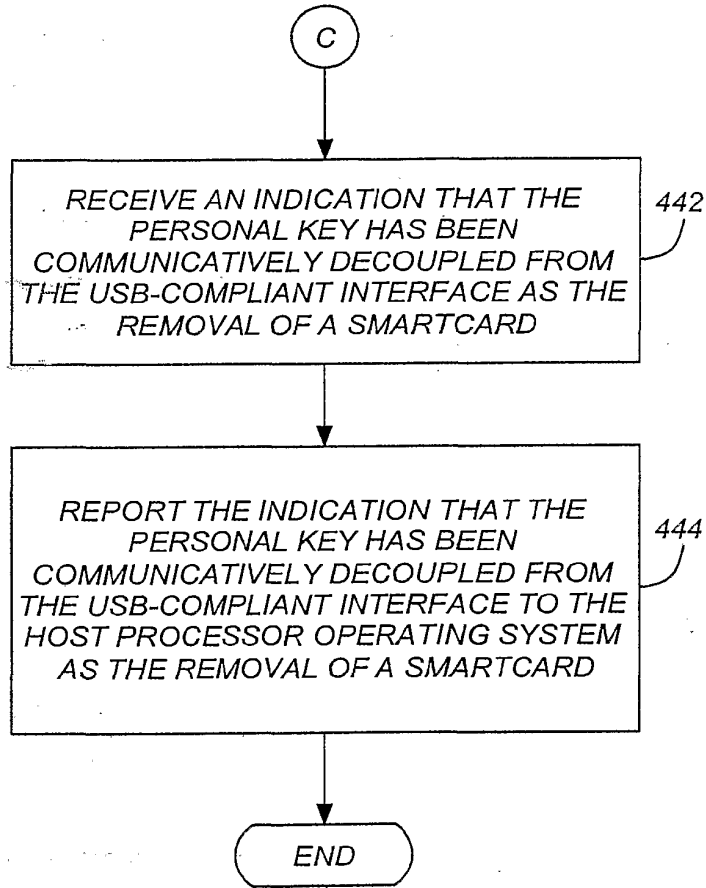 C
RECEIVE AN INDICATION THAT THE
PERSONAL KEY HAS BEEN
COMMUNICATIVELY DECOUPLED FROM
THE USB-COMPLIANT INTERFACE AS THE
REMOVAL OF A SMARTCARD
442
REPORT THE INDICATION THAT THE
PERSONAL KEY HAS BEEN
COMMUNICATIVELY DECOUPLED FROM
THE USB-COMPLIANT INTERFACE TO THE
HOST PROCESSOR OPERATING SYSTEM
AS THE REMOVAL OF A SMARTCARD
444
END